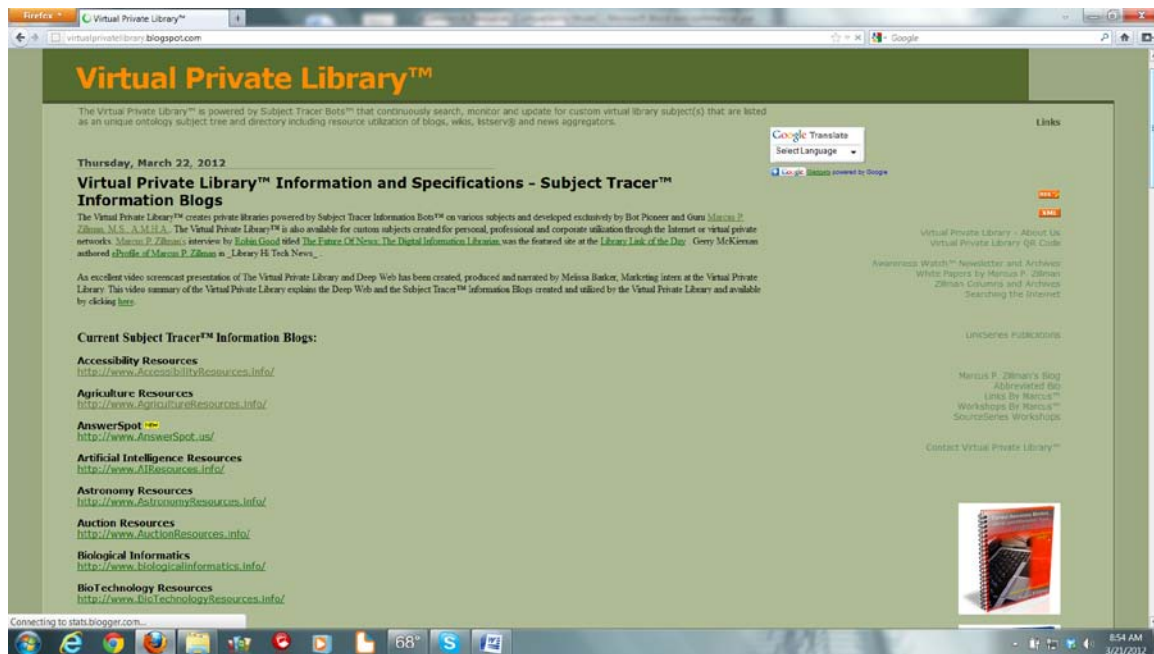 Firefox
Virtual Private Library™
virtualprivatelibrary.blogspot.com
Google
Virtual Private Library™
The Virtual Private Library™ is powered by Subject Tracer Bots™ that continuously search, monitor and update for custom virtual library subject(s) that are listed
as an unique ontology subject tree and directory including resource utilization of blogs, wikis, listserv® and news aggregators.
Google Translate
Select Language
powered by Google
Links
Thursday, March 22, 2012
Virtual Private Library™ Information and Specifications - Subject Tracer™
Information Blogs
The Virtual Private Library™ creates private libraries powered by Subject Tracer Information Bots™ on various subjects and developed exclusively by Bot Pioneer and Guru Marcus P.
Zillman, M.S., A.M.H.A. The Virtual Private Library™ is also available for custom subjects created for personal, professional and corporate utilization through the Internet or virtual private
networks. Marcus P. Zillman's interview by Robin Good titled The Future Of News: The Digital Information Librarian was the featured site at the Library Link of the Day. Gerry McKiernan
authored eProfile of Marcus P. Zillman in _Library Hi Tech News_ .
An excellent video screencast presentation of The Virtual Private Library and Deep Web has been created, produced and narrated by Melissa Barker, Marketing Intern at the Virtual Private
Library. This video summary of the Virtual Private Library explains the Deep Web and the Subject Tracer™ Information Blogs created and utilized by the Virtual Private Library and available
by clicking here.
Current Subject Tracer™ Information Blogs:
Accessibility Resources
http://www.AccessibilityResources.info/
Agriculture Resources
http://www.AgricultureResources.info/
AnswerSpot NEW
http://www.AnswerSpot.us/
Artificial Intelligence Resources
http://www.AIResources.info/
Astronomy Resources
http://www.AstronomyResources.info/
Auction Resources
http://www.AuctionResources.info/
Biological Informatics
http://www.biologicalinformatics.info/
BioTechnology Resources
http://www.BioTechnologyResources.info/
XML
Virtual Private Library - About Us
Virtual Private Library QR Code
Awareness Watch™ Newsletter and Archives
White Papers by Marcus P. Zillman
Zillman Columns and Archives
Searching the Internet
LinkSeries Publications
Marcus P. Zillman's Blog
Abbreviated Bio
Links By Marcus™
Workshops By Marcus™
SourceSeries Workshops
Contact Virtual Private Library™
Connecting to stats.blogger.com...
68°
8:54 AM
3/21/2012